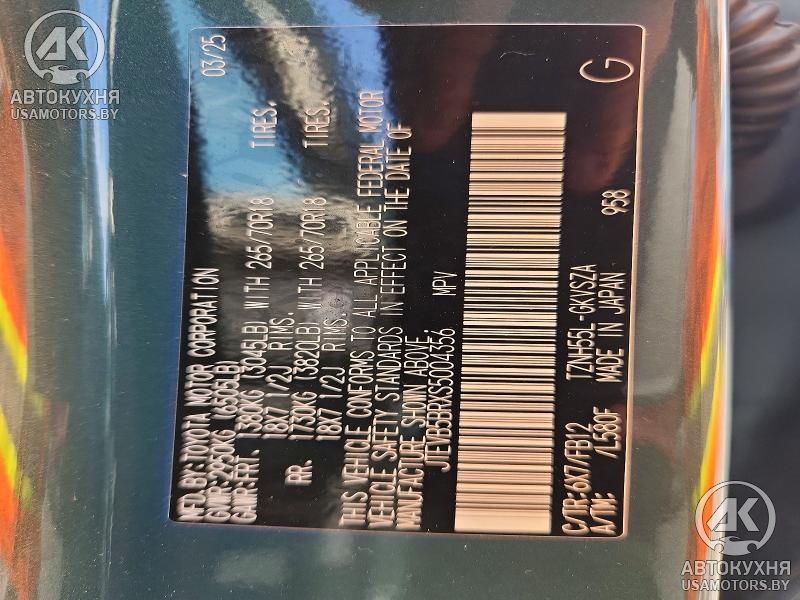 MFD.BY:TOYOTA MOTOR CORPORATION 03/25
GVWR:2950KG (6505LB)
GAWR:FRT. 1380KG (3045LB) WITH 265/70R18 TIRES.
18X7 1/2J RIMS.
RR. 1730KG (3820LB) WITH 265/70R18 TIRES.
18X7 1/2J RIMS.
THIS VEHICLE CONFORMS TO ALL APPLICABLE FEDERAL MOTOR
VEHICLE SAFETY STANDARDS IN EFFECT ON THE DATE OF
MANUFACTURE SHOWN ABOVE.
JTEVB5BRXS5004356 MPV
C/TR:6X7/FB12 TZNH55L-GKVSZA G
A/TM: /L580F MADE IN JAPAN 958
АК
АВТОКУХНЯ
USAMOTORS.BY
АК
АВТОКУХНЯ
USAMOTORS.BY